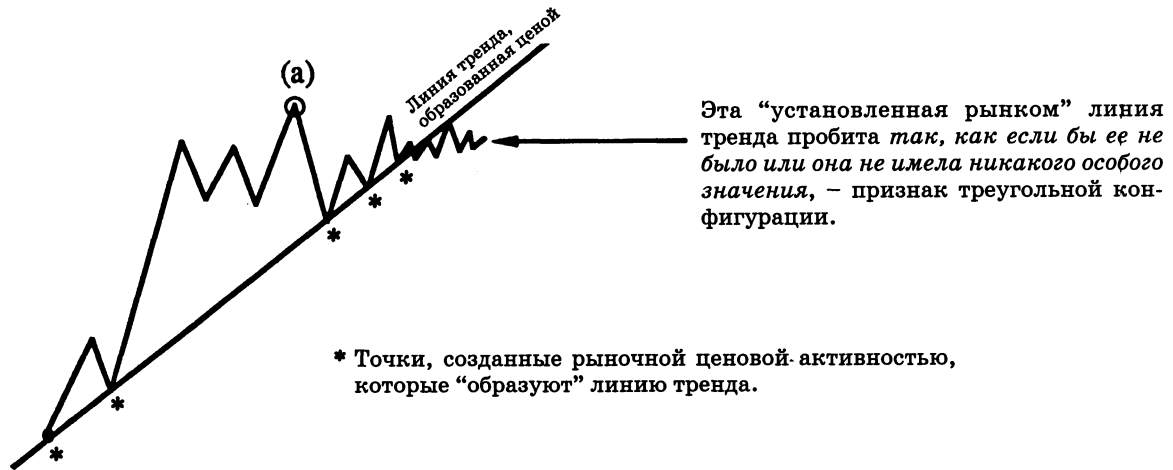 (а)
Линия тренда,
образованная ценой
Эта “установленная рынком” линия
тренда пробита так, как если бы ее не
было или она не имела никакого особого
значения, – признак треугольной кон-
фигурации.
*
*
*
*
*
* Точки, созданные рыночной ценовой активностью,
которые “образуют” линию тренда.